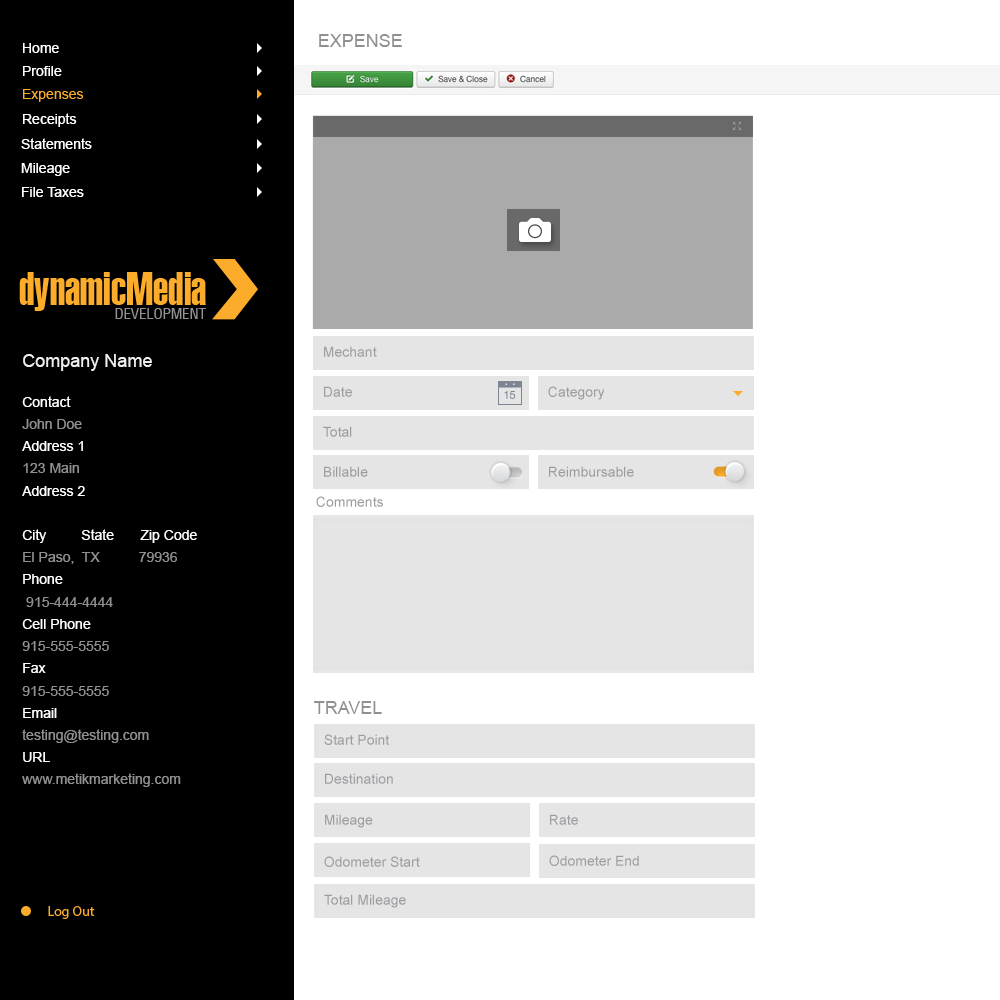 Home
Profile
Expenses
Receipts
Statements
Mileage
File Taxes
dynamicMedia
DEVELOPMENT
Company Name
Contact
John Doe
Address 1
123 Main
Address 2
City State Zip Code
El Paso, TX 79936
Phone
915-444-4444
Cell Phone
915-555-5555
Fax
915-555-5555
Email
testing@testing.com
URL
www.metikmarketing.com
Log Out
EXPENSE
Save Save & Close Cancel
Mechant
Date 15 Category
Total
Billable Reimbursable
Comments
TRAVEL
Start Point
Destination
Mileage Rate
Odometer Start Odometer End
Total Mileage